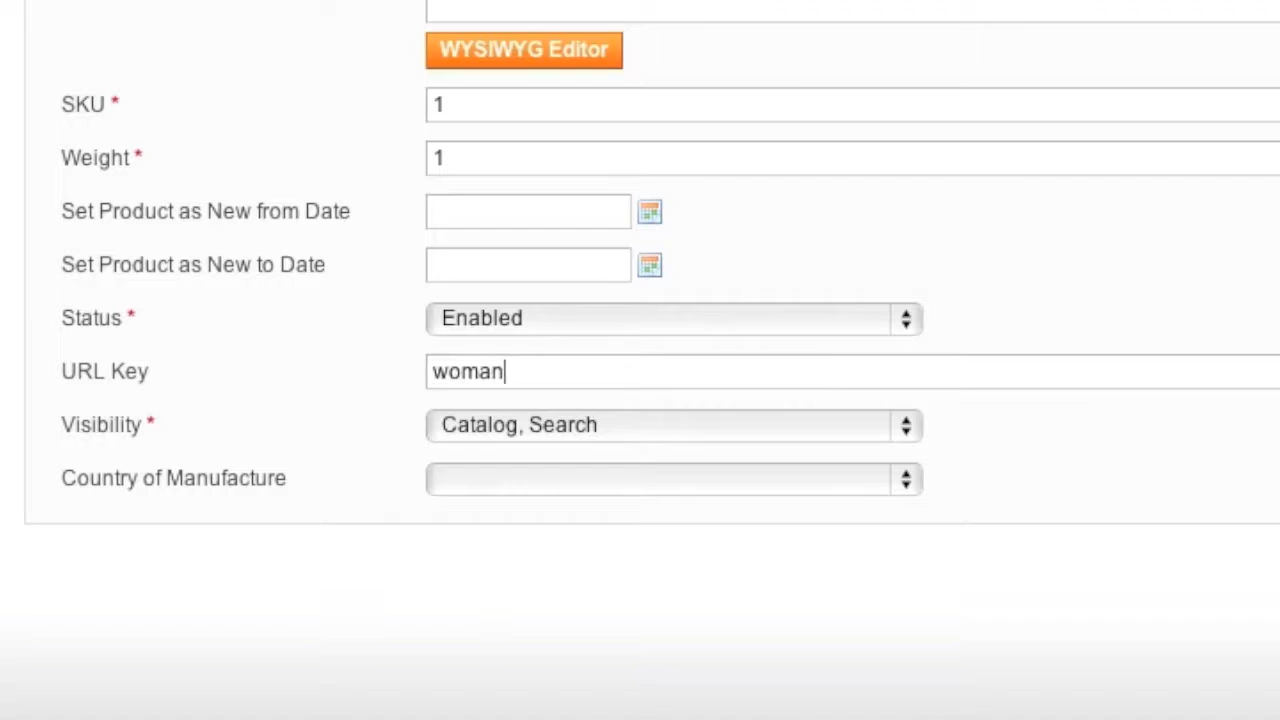 WYSIWYG Editor
SKU * 1
Weight * 1
Set Product as New from Date
Set Product as New to Date
Status * Enabled
URL Key woman
Visibility * Catalog, Search
Country of Manufacture